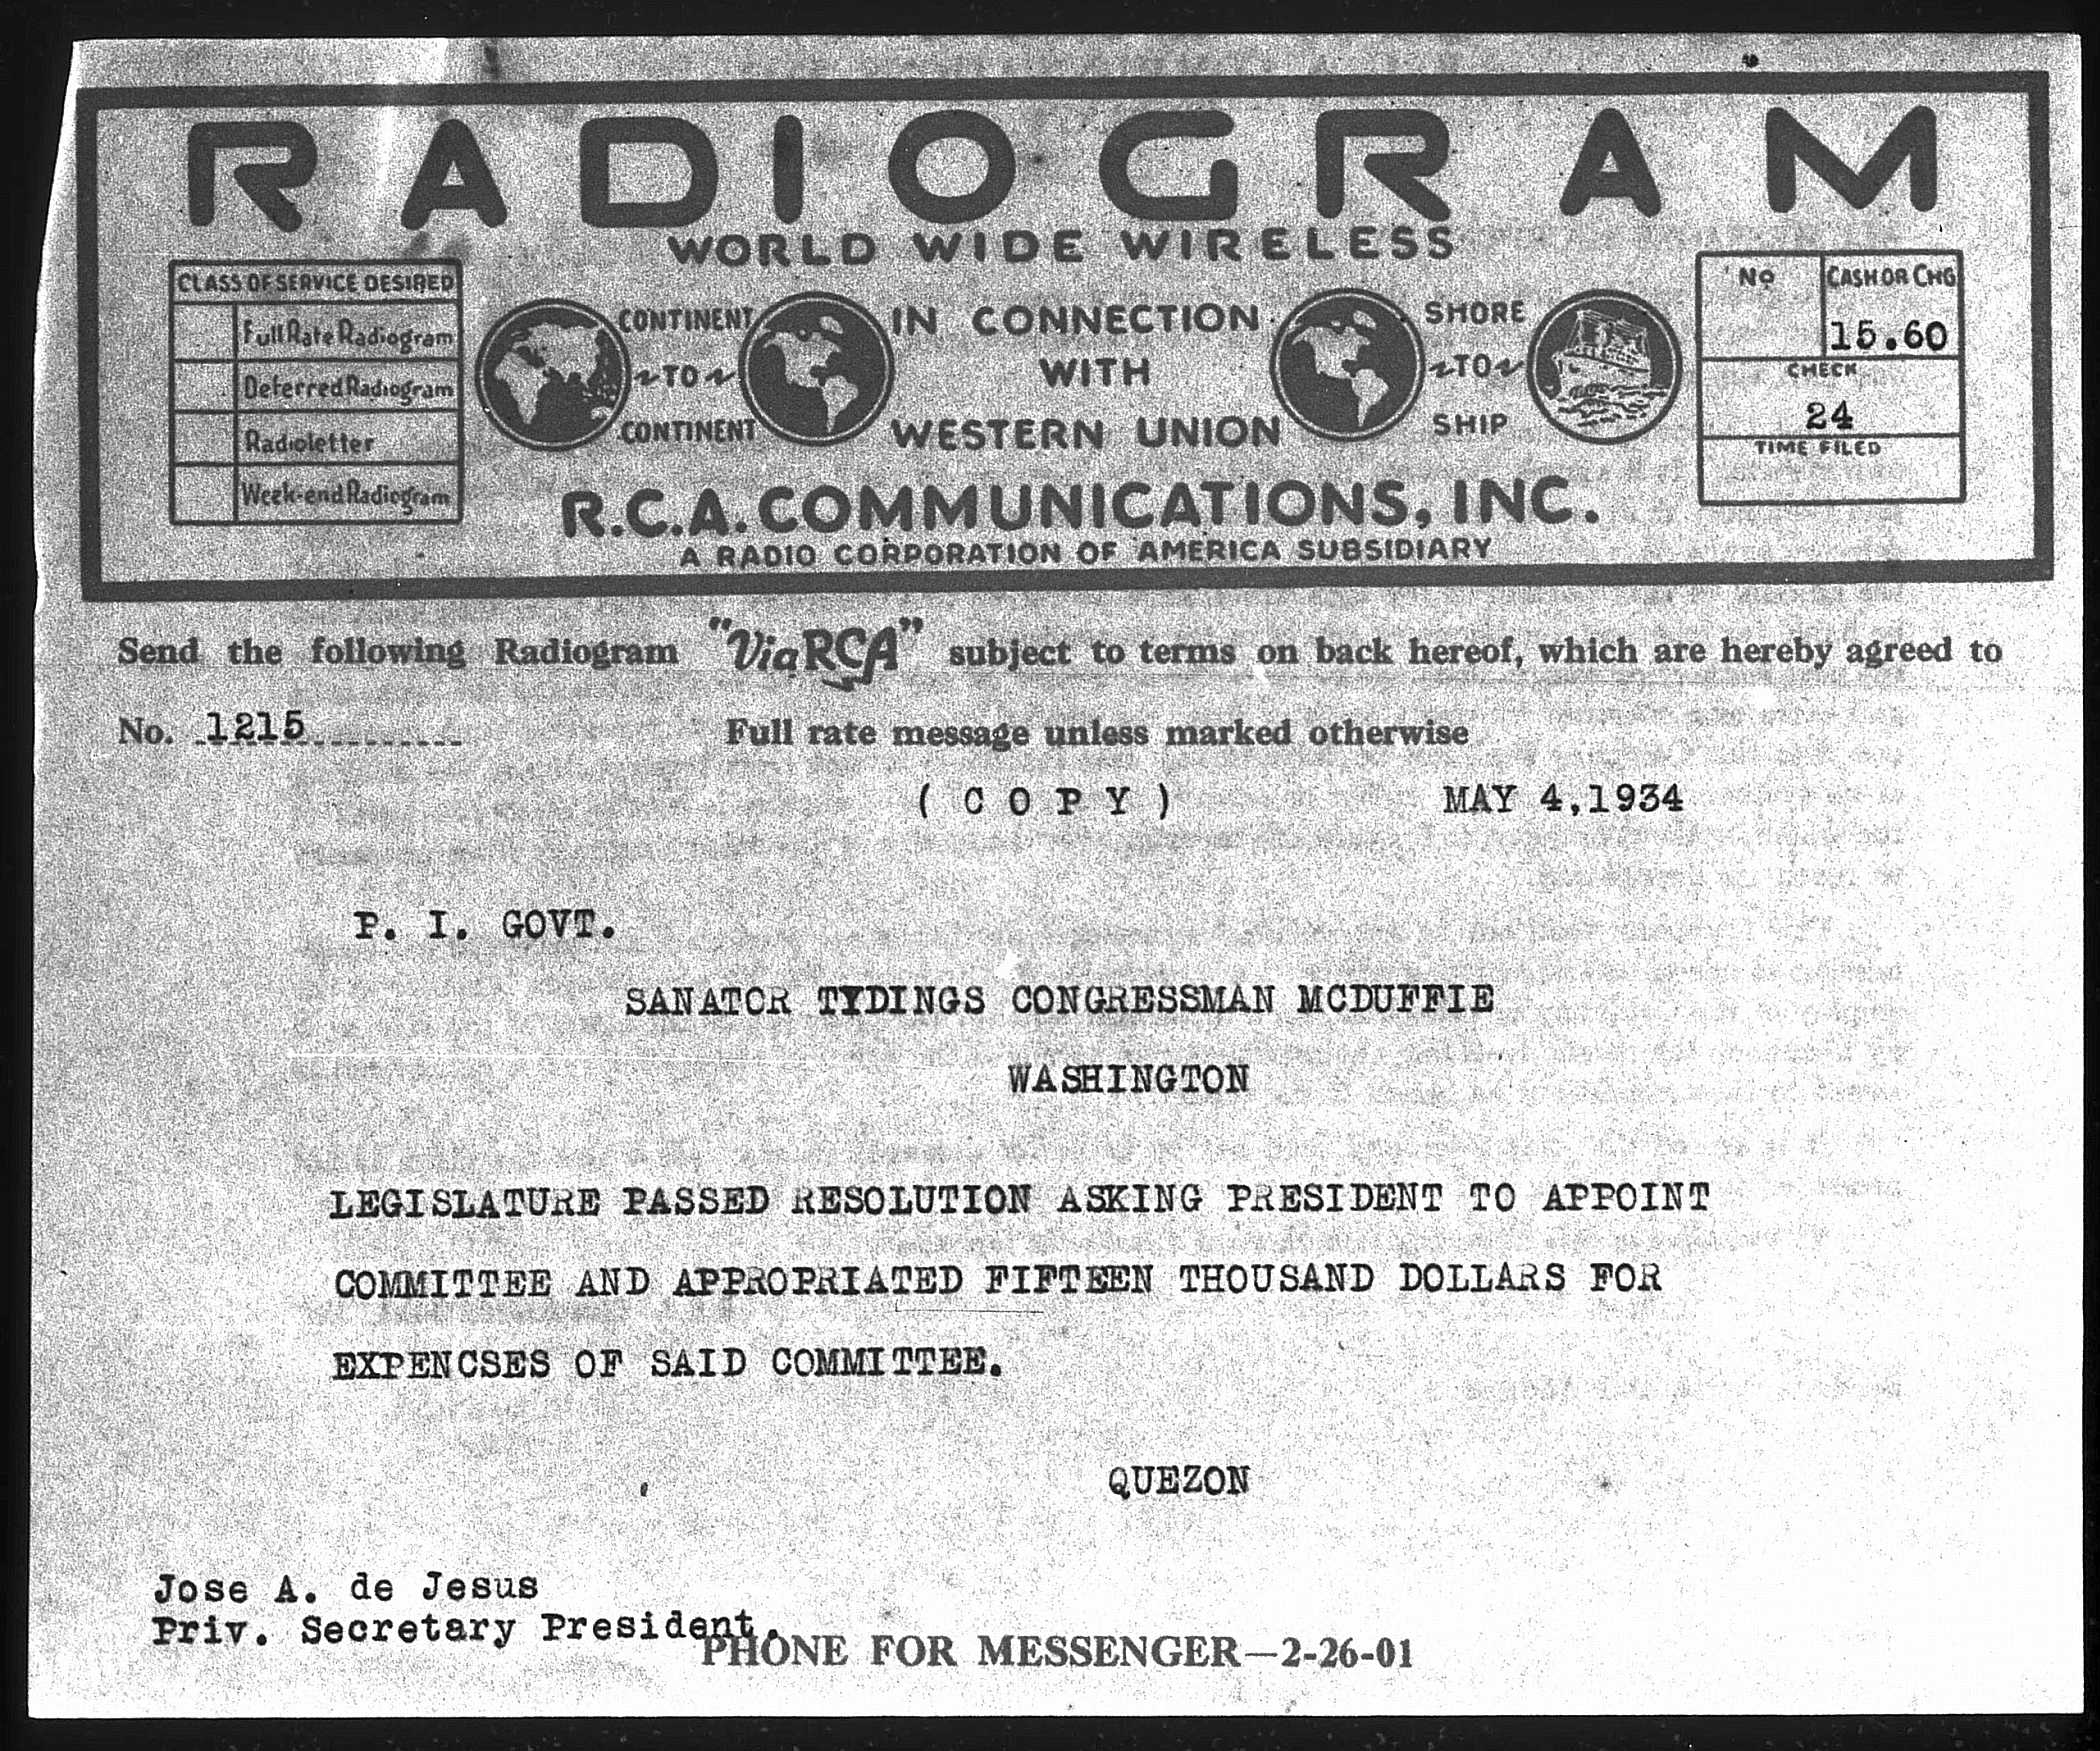 RADIOGRAM
WORLD WIDE WIRELESS
CLASS OF SERVICE DESIRED
Full Rate Radiogram
Deferred Radiogram
Radioletter
Week-end Radiogram
CONTINENT
~TO~
CONTINENT
IN CONNECTION
WITH
WESTERN UNION
SHORE
~TO~
SHIP
No CASH OR CHG
15.60
CHECK
24
TIME FILED
R.C.A. COMMUNICATIONS, INC.
A RADIO CORPORATION OF AMERICA SUBSIDIARY
Send the following Radiogram "Via RCA" subject to terms on back hereof, which are hereby agreed to
No. 1215 Full rate message unless marked otherwise
( C O P Y ) MAY 4,1934
P. I. GOVT.
SANATOR TYDINGS CONGRESSMAN MCDUFFIE
WASHINGTON
LEGISLATURE PASSED RESOLUTION ASKING PRESIDENT TO APPOINT
COMMITTEE AND APPROPRIATED FIFTEEN THOUSAND DOLLARS FOR
EXPENCSES OF SAID COMMITTEE.
QUEZON
Jose A. de Jesus
Priv. Secretary President.
PHONE FOR MESSENGER—2-26-01